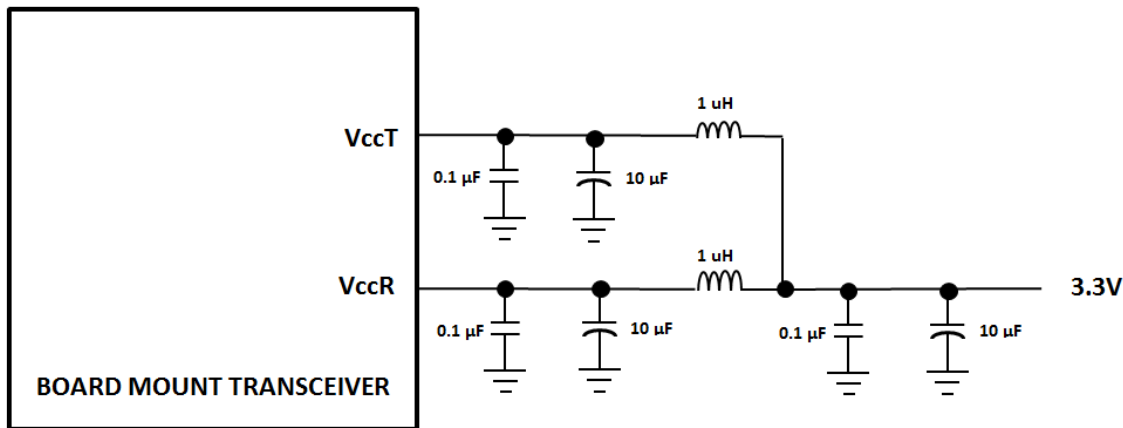 1 uH
VccT
0.1 µF
10 µF
1 uH
VccR
3.3V
0.1 µF
10 µF
0.1 µF
10 µF
BOARD MOUNT TRANSCEIVER